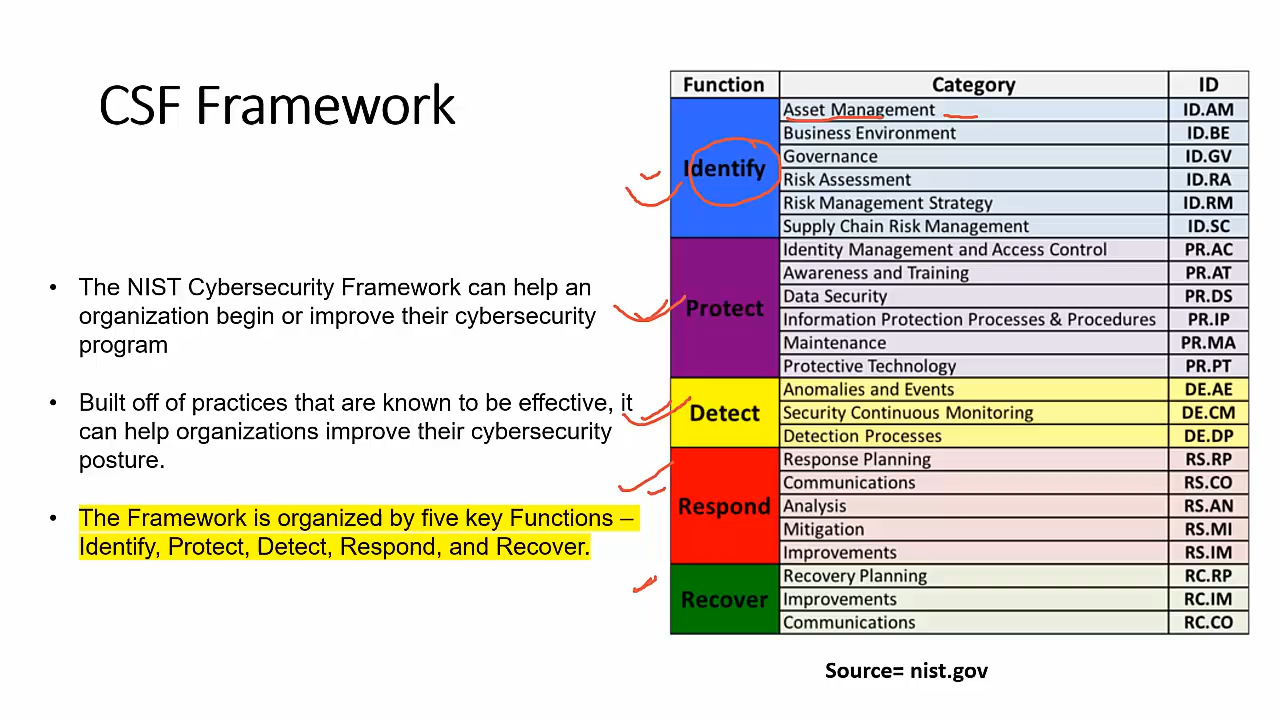 CSF Framework
• The NIST Cybersecurity Framework can help an
organization begin or improve their cybersecurity
program
• Built off of practices that are known to be effective, it
can help organizations improve their cybersecurity
posture.
• The Framework is organized by five key Functions –
Identify, Protect, Detect, Respond, and Recover.
Function Category ID
Identify
Asset Management ID.AM
Business Environment ID.BE
Governance ID.GV
Risk Assessment ID.RA
Risk Management Strategy ID.RM
Supply Chain Risk Management ID.SC
Protect
Identity Management and Access Control PR.AC
Awareness and Training PR.AT
Data Security PR.DS
Information Protection Processes & Procedures PR.IP
Maintenance PR.MA
Protective Technology PR.PT
Detect
Anomalies and Events DE.AE
Security Continuous Monitoring DE.CM
Detection Processes DE.DP
Respond
Response Planning RS.RP
Communications RS.CO
Analysis RS.AN
Mitigation RS.MI
Improvements RS.IM
Recover
Recovery Planning RC.RP
Improvements RC.IM
Communications RC.CO
Source= nist.gov